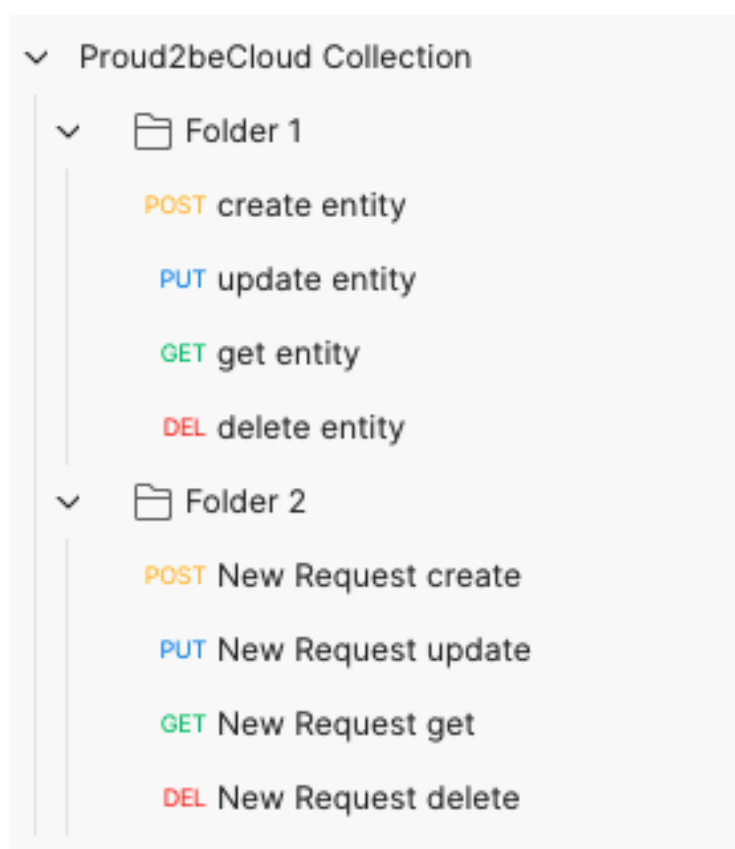 Proud2beCloud Collection
Folder 1
POST create entity
PUT update entity
GET get entity
DEL delete entity
Folder 2
POST New Request create
PUT New Request update
GET New Request get
DEL New Request delete